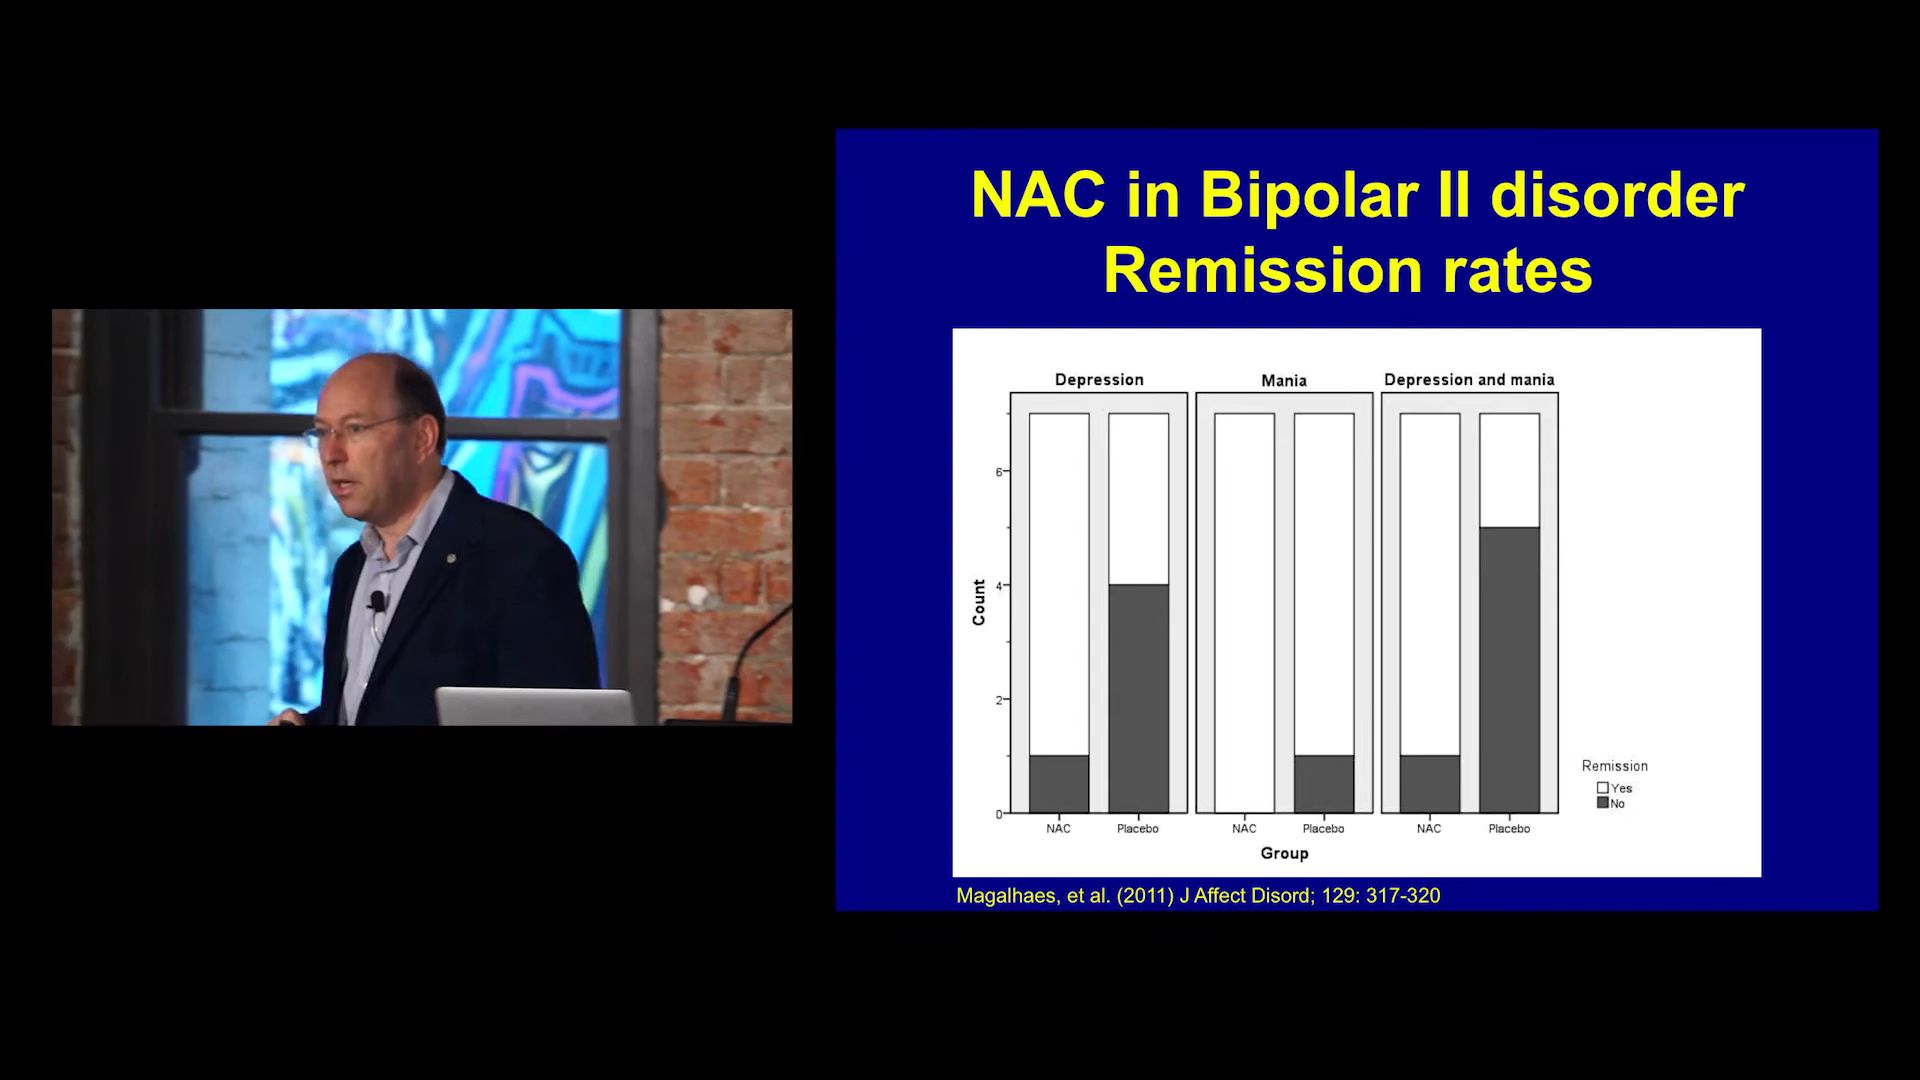 NAC in Bipolar II disorder
Remission rates
Depression
Mania
Depression and mania
6
4
2
0
Count
NAC
Placebo
NAC
Placebo
NAC
Placebo
Group
Remission
Yes
No
Magalhaes, et al. (2011) J Affect Disord; 129: 317-320